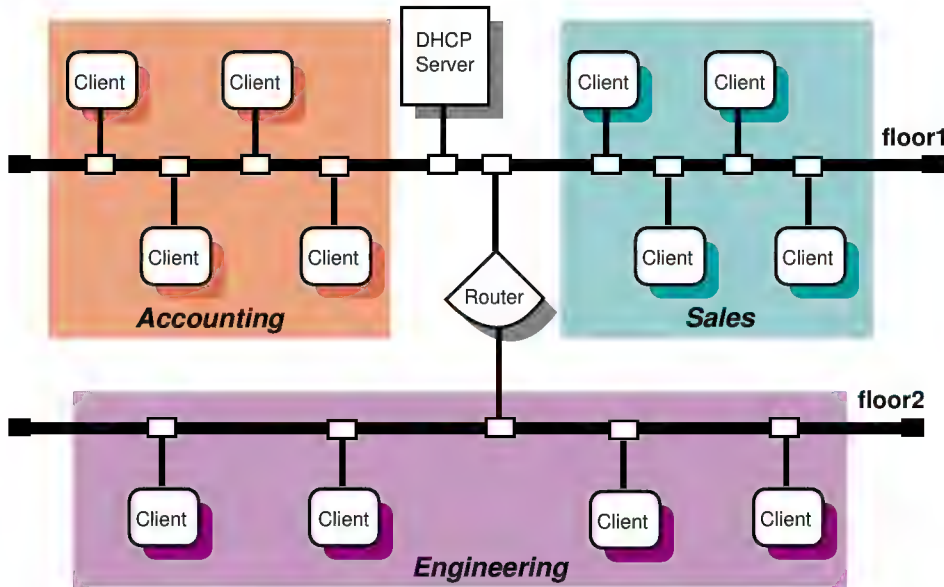 DHCP
Server
Client
Client
Client
Client
floor1
Client
Client
Client
Client
Router
Accounting
Sales
floor2
Client
Client
Client
Client
Engineering